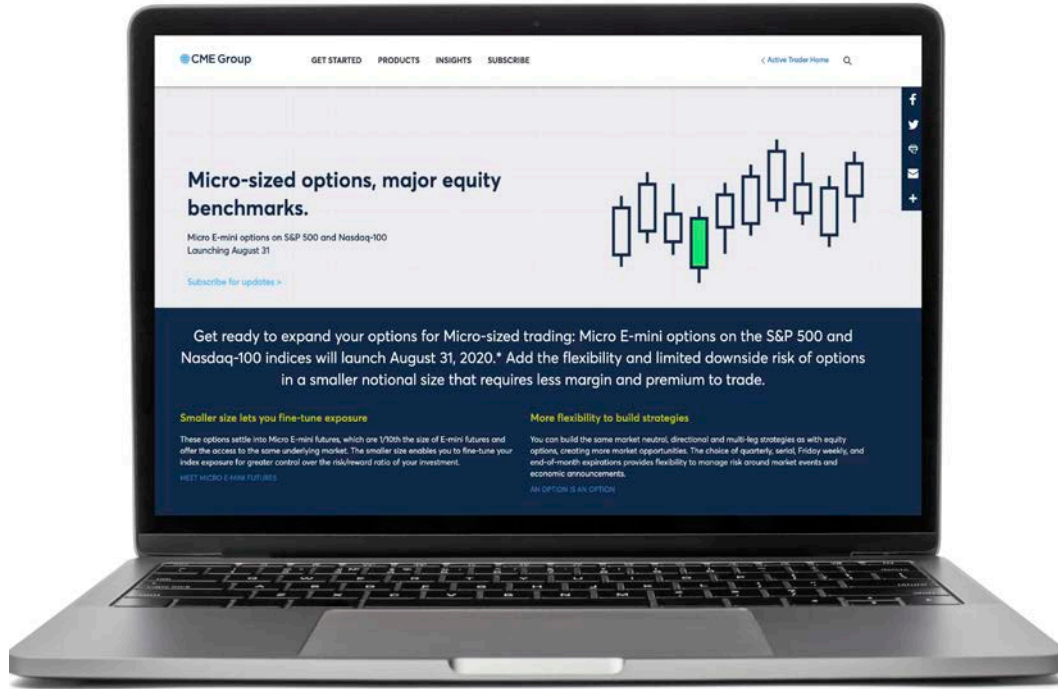 CME Group
GET STARTED PRODUCTS INSIGHTS SUBSCRIBE
< Active Trader Home
Micro-sized options, major equity
benchmarks.
Micro E-mini options on S&P 500 and Nasdaq-100
Launching August 31
Subscribe for updates >
Get ready to expand your options for Micro-sized trading: Micro E-mini options on the S&P 500 and
Nasdaq-100 indices will launch August 31, 2020.* Add the flexibility and limited downside risk of options
in a smaller notional size that requires less margin and premium to trade.
Smaller size lets you fine-tune exposure
These options settle into Micro E-mini futures, which are 1/10th the size of E-mini futures and
offer the access to the same underlying market. The smaller size enables you to fine-tune your
index exposure for greater control over the risk/reward ratio of your investment.
MEET MICRO E-MINI FUTURES
More flexibility to build strategies
You can build the same market neutral, directional and multi-leg strategies as with equity
options, creating more market opportunities. The choice of quarterly, serial, Friday weekly, and
end-of-month expirations provides flexibility to manage risk around market events and
economic announcements.
AN OPTION IS AN OPTION